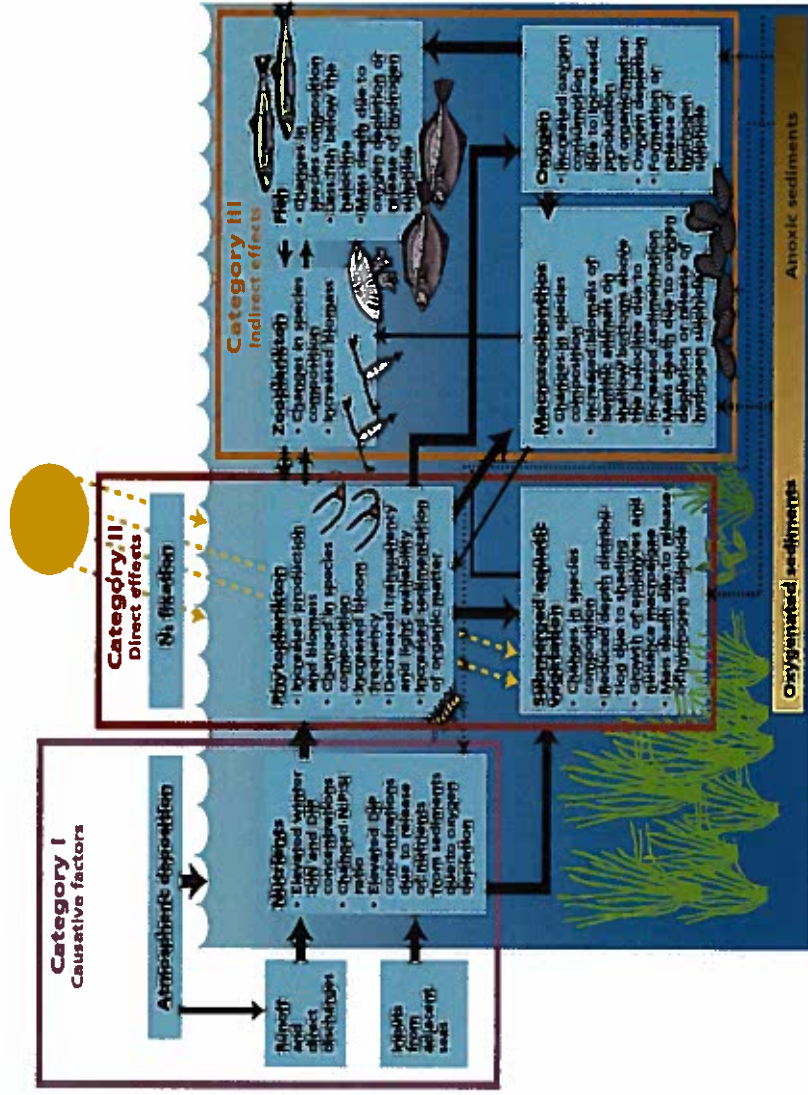 Category I
Causative factors
Atmospheric deposition
Runoff
and
direct
discharges
Inputs
from
adjacent
seas
Nutrients
• Elevated winter
DIN and DIP
concentrations
• Changed N:P:Si
ratio
• Elevated DIP
concentrations
due to release
of nutrients
from sediments
due to oxygen
depletion
Category II
Direct effects
N fixation
Phytoplankton
• Increased production
and biomass
• Changed in species
composition
• Increased bloom
frequency
• Decreased transparency
and light availability
• Increased sedimentation
of organic matter
Submerged aquatic
vegetation
• Changes in species
composition
• Reduced depth distribu-
tion due to shading
• Growth of epiphytes and
nuisance macroalgae
• Mass death due to release
of hydrogen sulphide
Category III
Indirect effects
Zooplankton
• Changes in species
composition
• Increased biomass
Fish
• Changes in
species composition
• Less fish below the
halocline
• Mass death due to
oxygen depletion or
release of hydrogen
sulphide
Macrozoobenthos
• Changes in species
composition
• Increased biomass of
benthic animals on
shallow bottoms above
the halocline due to
increased sedimentation
• Mass death due to oxygen
depletion or release of
hydrogen sulphide
Oxygen
• Increased oxygen
consumption
due to increased
production
of organic matter
• Oxygen depletion
• Formation or
release of
hydrogen
sulphide
Oxygenated sediments
Anoxic sediments